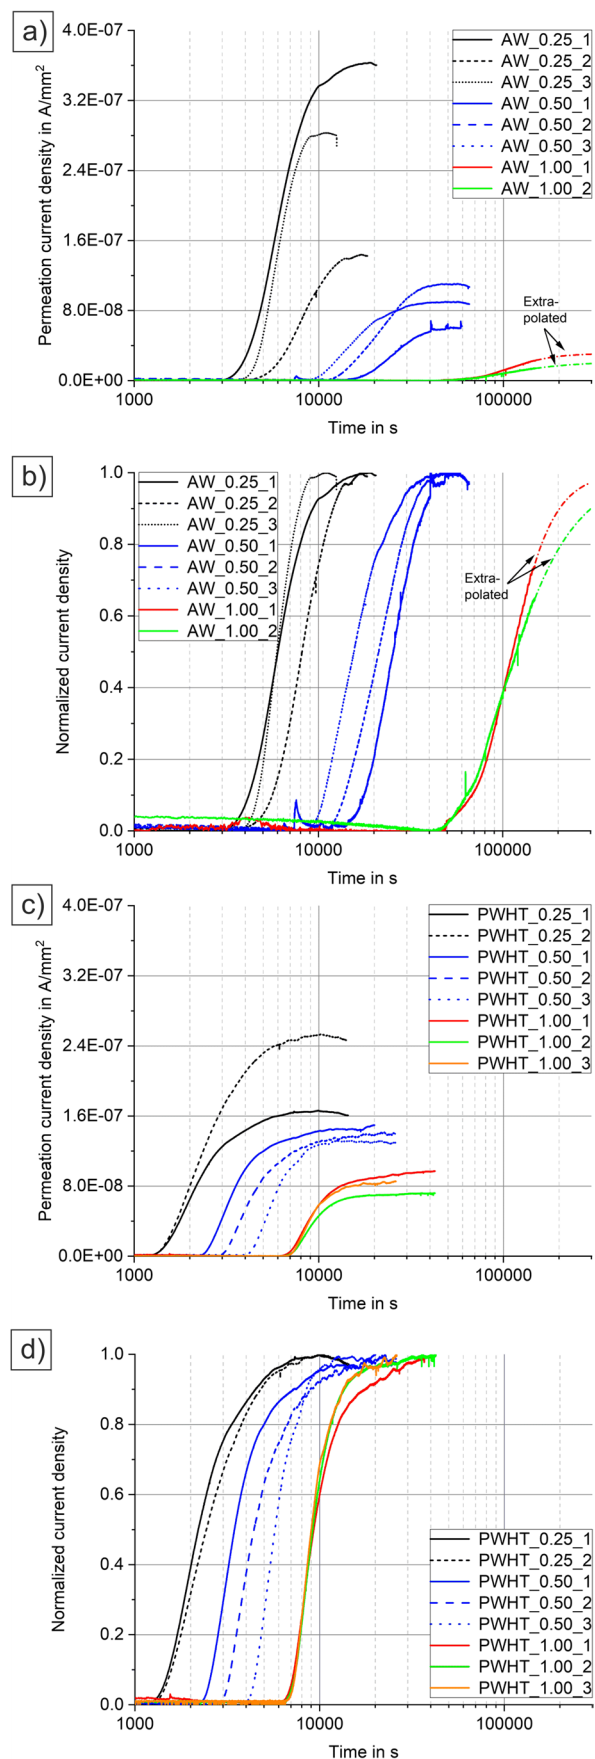 a)
Permeation current density in A/mm²
4.0E-07
3.2E-07
2.4E-07
1.6E-07
8.0E-08
0.0E+00
AW_0.25_1
AW_0.25_2
AW_0.25_3
AW_0.50_1
AW_0.50_2
AW_0.50_3
AW_1.00_1
AW_1.00_2
Extra-
polated
1000
10000
100000
Time in s
b)
Normalized current density
1.0
0.8
0.6
0.4
0.2
0.0
AW_0.25_1
AW_0.25_2
AW_0.25_3
AW_0.50_1
AW_0.50_2
AW_0.50_3
AW_1.00_1
AW_1.00_2
Extra-
polated
1000
10000
100000
Time in s
c)
Permeation current density in A/mm²
4.0E-07
3.2E-07
2.4E-07
1.6E-07
8.0E-08
0.0E+00
PWHT_0.25_1
PWHT_0.25_2
PWHT_0.50_1
PWHT_0.50_2
PWHT_0.50_3
PWHT_1.00_1
PWHT_1.00_2
PWHT_1.00_3
1000
10000
100000
Time in s
d)
Normalized current density
1.0
0.8
0.6
0.4
0.2
0.0
PWHT_0.25_1
PWHT_0.25_2
PWHT_0.50_1
PWHT_0.50_2
PWHT_0.50_3
PWHT_1.00_1
PWHT_1.00_2
PWHT_1.00_3
1000
10000
100000
Time in s